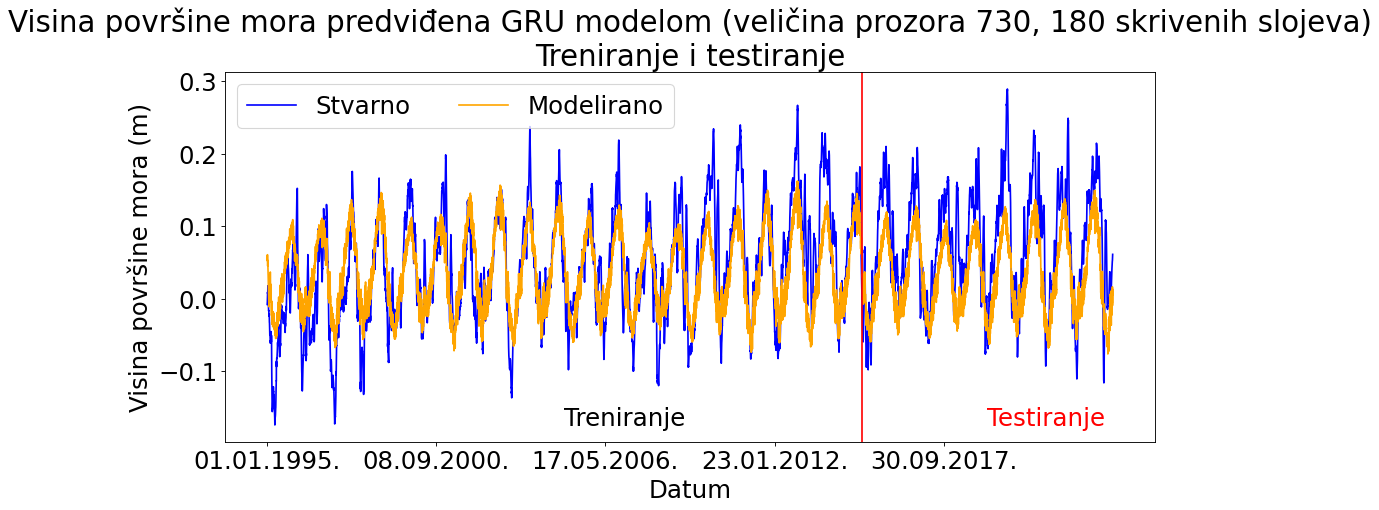 Visina površine mora predviđena GRU modelom (veličina prozora 730, 180 skrivenih slojeva)
Treniranje i testiranje
Stvarno
Modelirano
0.3
0.2
0.1
0.0
−0.1
Visina površine mora (m)
Treniranje
Testiranje
01.01.1995.
08.09.2000.
17.05.2006.
23.01.2012.
30.09.2017.
Datum